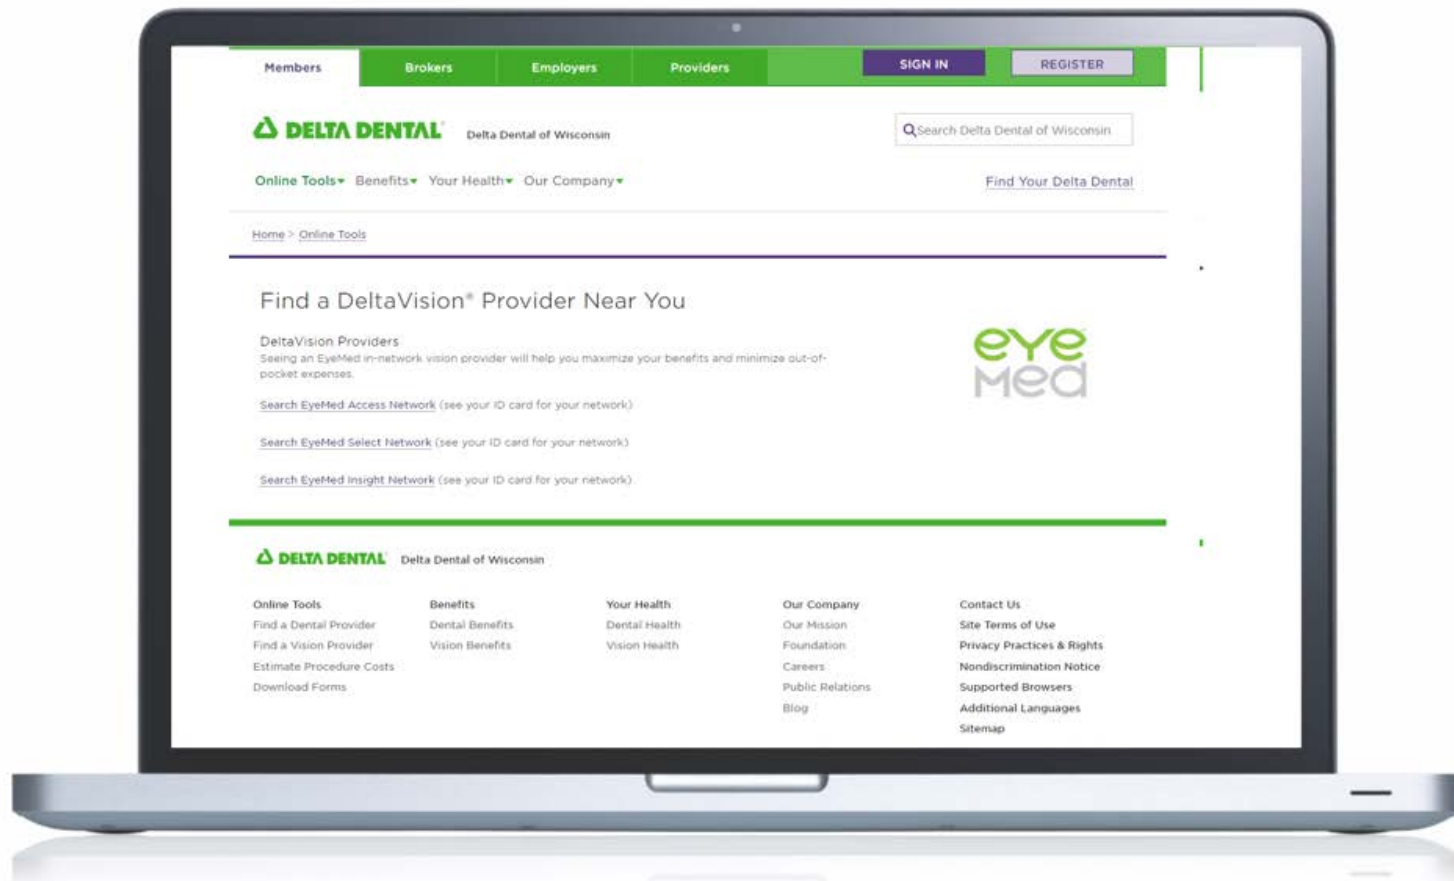 Members Brokers Employers Providers SIGN IN REGISTER
DELTA DENTAL® Delta Dental of Wisconsin Search Delta Dental of Wisconsin
Online Tools Benefits Your Health Our Company Find Your Delta Dental
Home > Online Tools
Find a DeltaVision® Provider Near You
DeltaVision Providers
Seeing an EyeMed in-network vision provider will help you maximize your benefits and minimize out-of-
pocket expenses.
eye
Med
Search EyeMed Access Network (see your ID card for your network)
Search EyeMed Select Network (see your ID card for your network)
Search EyeMed Insight Network (see your ID card for your network)
DELTA DENTAL Delta Dental of Wisconsin
Online Tools Benefits Your Health Our Company Contact Us
Find a Dental Provider Dental Benefits Dental Health Our Mission Site Terms of Use
Find a Vision Provider Vision Benefits Vision Health Foundation Privacy Practices & Rights
Estimate Procedure Costs Careers Nondiscrimination Notice
Download Forms Public Relations Supported Browsers
Blog Additional Languages
Sitemap